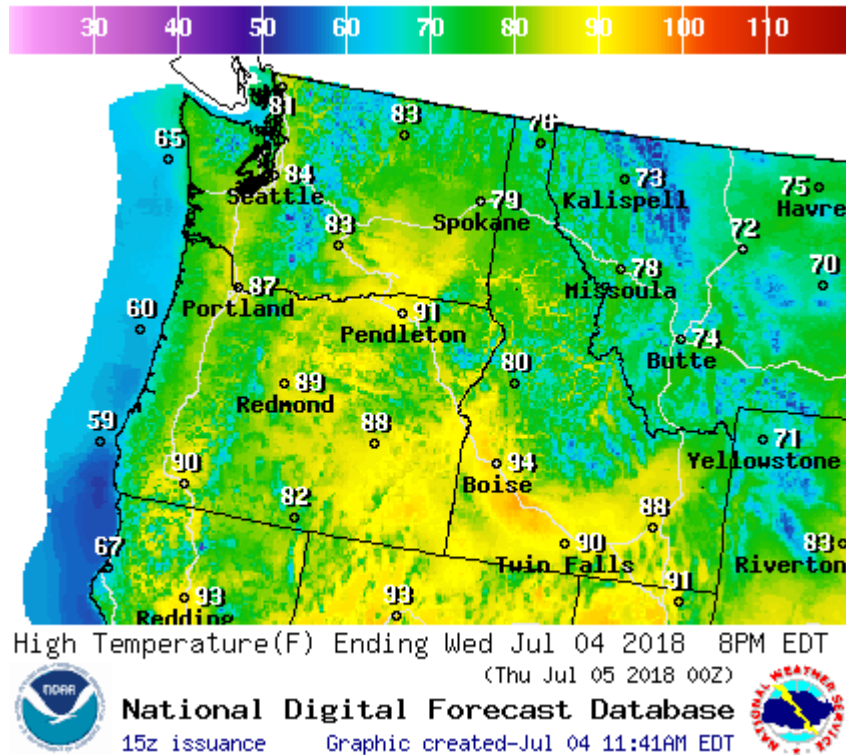 30 40 50 60 70 80 90 100 110
81
83
76
65
84
Seattle
73
Kalispell
75
Havre
79
Spokane
83
72
78
Missoula
70
87
Portland
60
91
Pendleton
74
Butte
80
89
Redmond
88
59
71
Yellowstone
94
Boise
90
82
88
67
90
Twin Falls
83
Riverton
93
Redding
93
91
High Temperature(F) Ending Wed Jul 04 2018 8PM EDT
(Thu Jul 05 2018 00Z)
NOAA
National Digital Forecast Database
15z issuance Graphic created-Jul 04 11:41AM EDT
NATIONAL WEATHER SERVICE